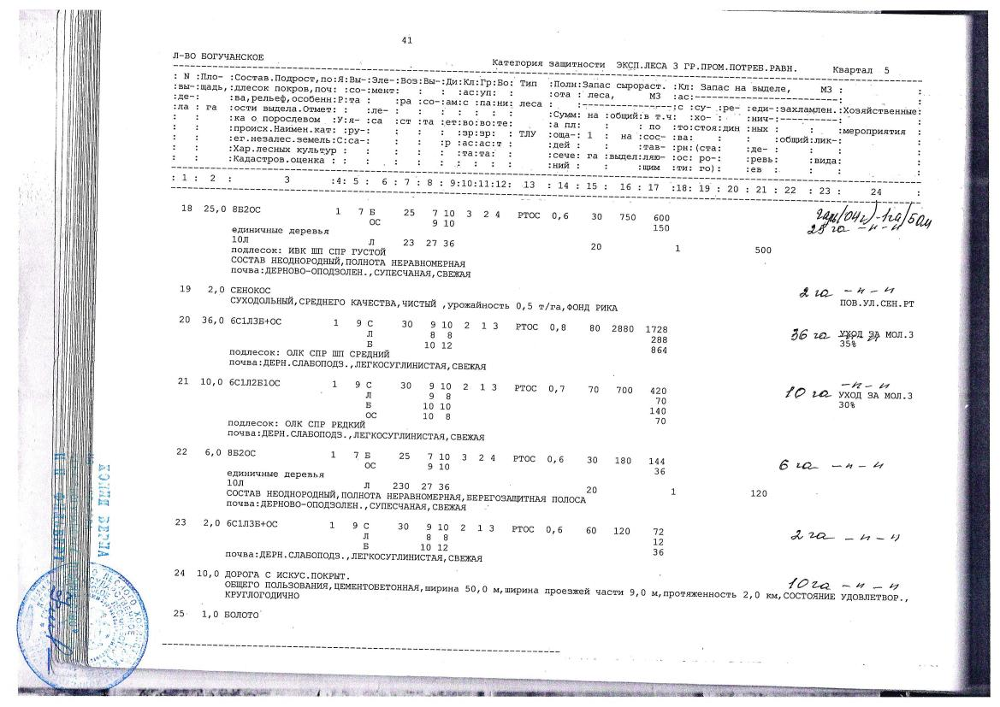 41
Л-ВО БОГУЧАНСКОЕ Категория защитности ЭКСП.ЛЕСА 3 ГР.ПРОМ.ПОТРЕБ.РАВН. Квартал 5
: N :Пло- :Состав.Подрост,по:Я:Вы-:Эле-:Воз:Вы-:Ди:Кл:Гр:Во: Тип :Полн:Запас сырораст. :Кл: Запас на выделе, М3 : :
:вы-:щадь,:длесок покров,поч: :со-:мент: : : :ас:уп: : :ота : леса, М3 :ас:-----------------------: :
:де-: :ва,рельеф,особенн:Р:та : :ра :со-:ам:с :па:ни: леса : :------------------:с :су- : ре- :еди-:захламлен.:Хозяйственные:
:ла : га :ости выдела.Отмет: : :ле- : : : : : : : :Сумм: на :общий:в т.ч: :хо- : :нич-:----------: :
: : :ка о порослевом :У:я- :са :ст :та :ет:во:во:те: :а пл: : : по :то:стоя:дин :ных : : :мероприятия :
: : :происх.Наимен.кат: :ру-: : : : :зр:зр: : ТЛУ :оща-: 1 : на :сос- :ва: : : :общий:лик-: :
: : :ег.незалес.земель:С:са-: : : :р :ас:ас:т : :дей : : :тав- :рн:(ста: :де- : : : :
: : :Хар.лесных культур : : : : : : :та:та: : :сече: га :выдел:ляю-:ос: ро-: :ревь: :вида: :
: : :Кадастров.оценка : : : : : : : : : : : :ний : : :щим :ти: го): :ев : : : :
: 1 : 2 : 3 :4: 5 : 6 : 7 : 8 : 9:10:11:12: 13 : 14 : 15 : 16 : 17 :18: 19 : 20 : 21 : 22 : 23 : 24 :
18 25,0 8Б2ОС 1 7 Б 25 7 10 3 2 4 РТОС 0,6 30 750 600
ОС 9 10 150
единичные деревья
10Л Л 23 27 36 20 1 500
подлесок: ИВК ШП СПР ГУСТОЙ
СОСТАВ НЕОДНОРОДНЫЙ,ПОЛНОТА НЕРАВНОМЕРНАЯ
почва:ДЕРНОВО-ОПОДЗОЛЕН.,СУПЕСЧАНАЯ,СВЕЖАЯ
19 2,0 СЕНОКОС 2 га -и-и
СУХОДОЛЬНЫЙ,СРЕДНЕГО КАЧЕСТВА,ЧИСТЫЙ ,урожайность 0,5 т/га,ФОНД РИКА ПОВ.УЛ.СЕН.РТ
20 36,0 6С1Л3Б+ОС 1 9 С 30 9 10 2 1 3 РТОС 0,8 80 2880 1728
Л 8 8 288 36 га УХОД ЗА МОЛ.3
Б 10 12 864 35%
подлесок: ОЛК СПР ШП СРЕДНИЙ
почва:ДЕРН.СЛАБОПОДЗ.,ЛЕГКОСУГЛИНИСТАЯ,СВЕЖАЯ
21 10,0 6С1Л2Б1ОС 1 9 С 30 9 10 2 1 3 РТОС 0,7 70 700 420 -и-и
Л 9 8 70 10 га УХОД ЗА МОЛ.3
Б 10 10 140 30%
ОС 10 8 70
подлесок: ОЛК СПР РЕДКИЙ
почва:ДЕРН.СЛАБОПОДЗ.,ЛЕГКОСУГЛИНИСТАЯ,СВЕЖАЯ
22 6,0 8Б2ОС 1 7 Б 25 7 10 3 2 4 РТОС 0,6 30 180 144 6 га -и-и
ОС 9 10 36
единичные деревья
10Л Л 230 27 36 20 1 120
СОСТАВ НЕОДНОРОДНЫЙ,ПОЛНОТА НЕРАВНОМЕРНАЯ,БЕРЕГОЗАЩИТНАЯ ПОЛОСА
почва:ДЕРНОВО-ОПОДЗОЛЕН.,СУПЕСЧАНАЯ,СВЕЖАЯ
23 2,0 6С1Л3Б+ОС 1 9 С 30 9 10 2 1 3 РТОС 0,6 60 120 72 2 га -и-и
Л 8 8 12
Б 10 12 36
почва:ДЕРН.СЛАБОПОДЗ.,ЛЕГКОСУГЛИНИСТАЯ,СВЕЖАЯ
24 10,0 ДОРОГА С ИСКУС.ПОКРЫТ. 10 га -и-и
ОБЩЕГО ПОЛЬЗОВАНИЯ,ЦЕМЕНТОБЕТОННАЯ,ширина 50,0 м,ширина проезжей части 9,0 м,протяженность 2,0 км,СОСТОЯНИЕ УДОВЛЕТВОР.,
КРУГЛОГОДИЧНО
25 1,0 БОЛОТО
КОПИЯ ВЕРНА